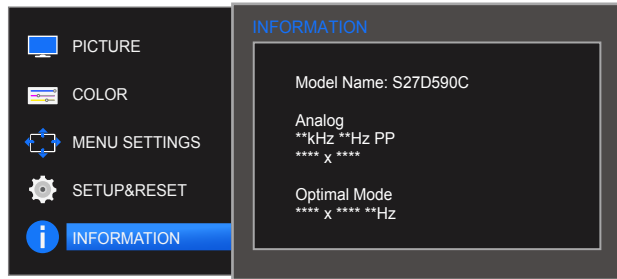 PICTURE
COLOR
MENU SETTINGS
SETUP&RESET
INFORMATION
INFORMATION
Model Name: S27D590C
Analog
**kHz **Hz PP
**** x ****
Optimal Mode
**** x **** **Hz